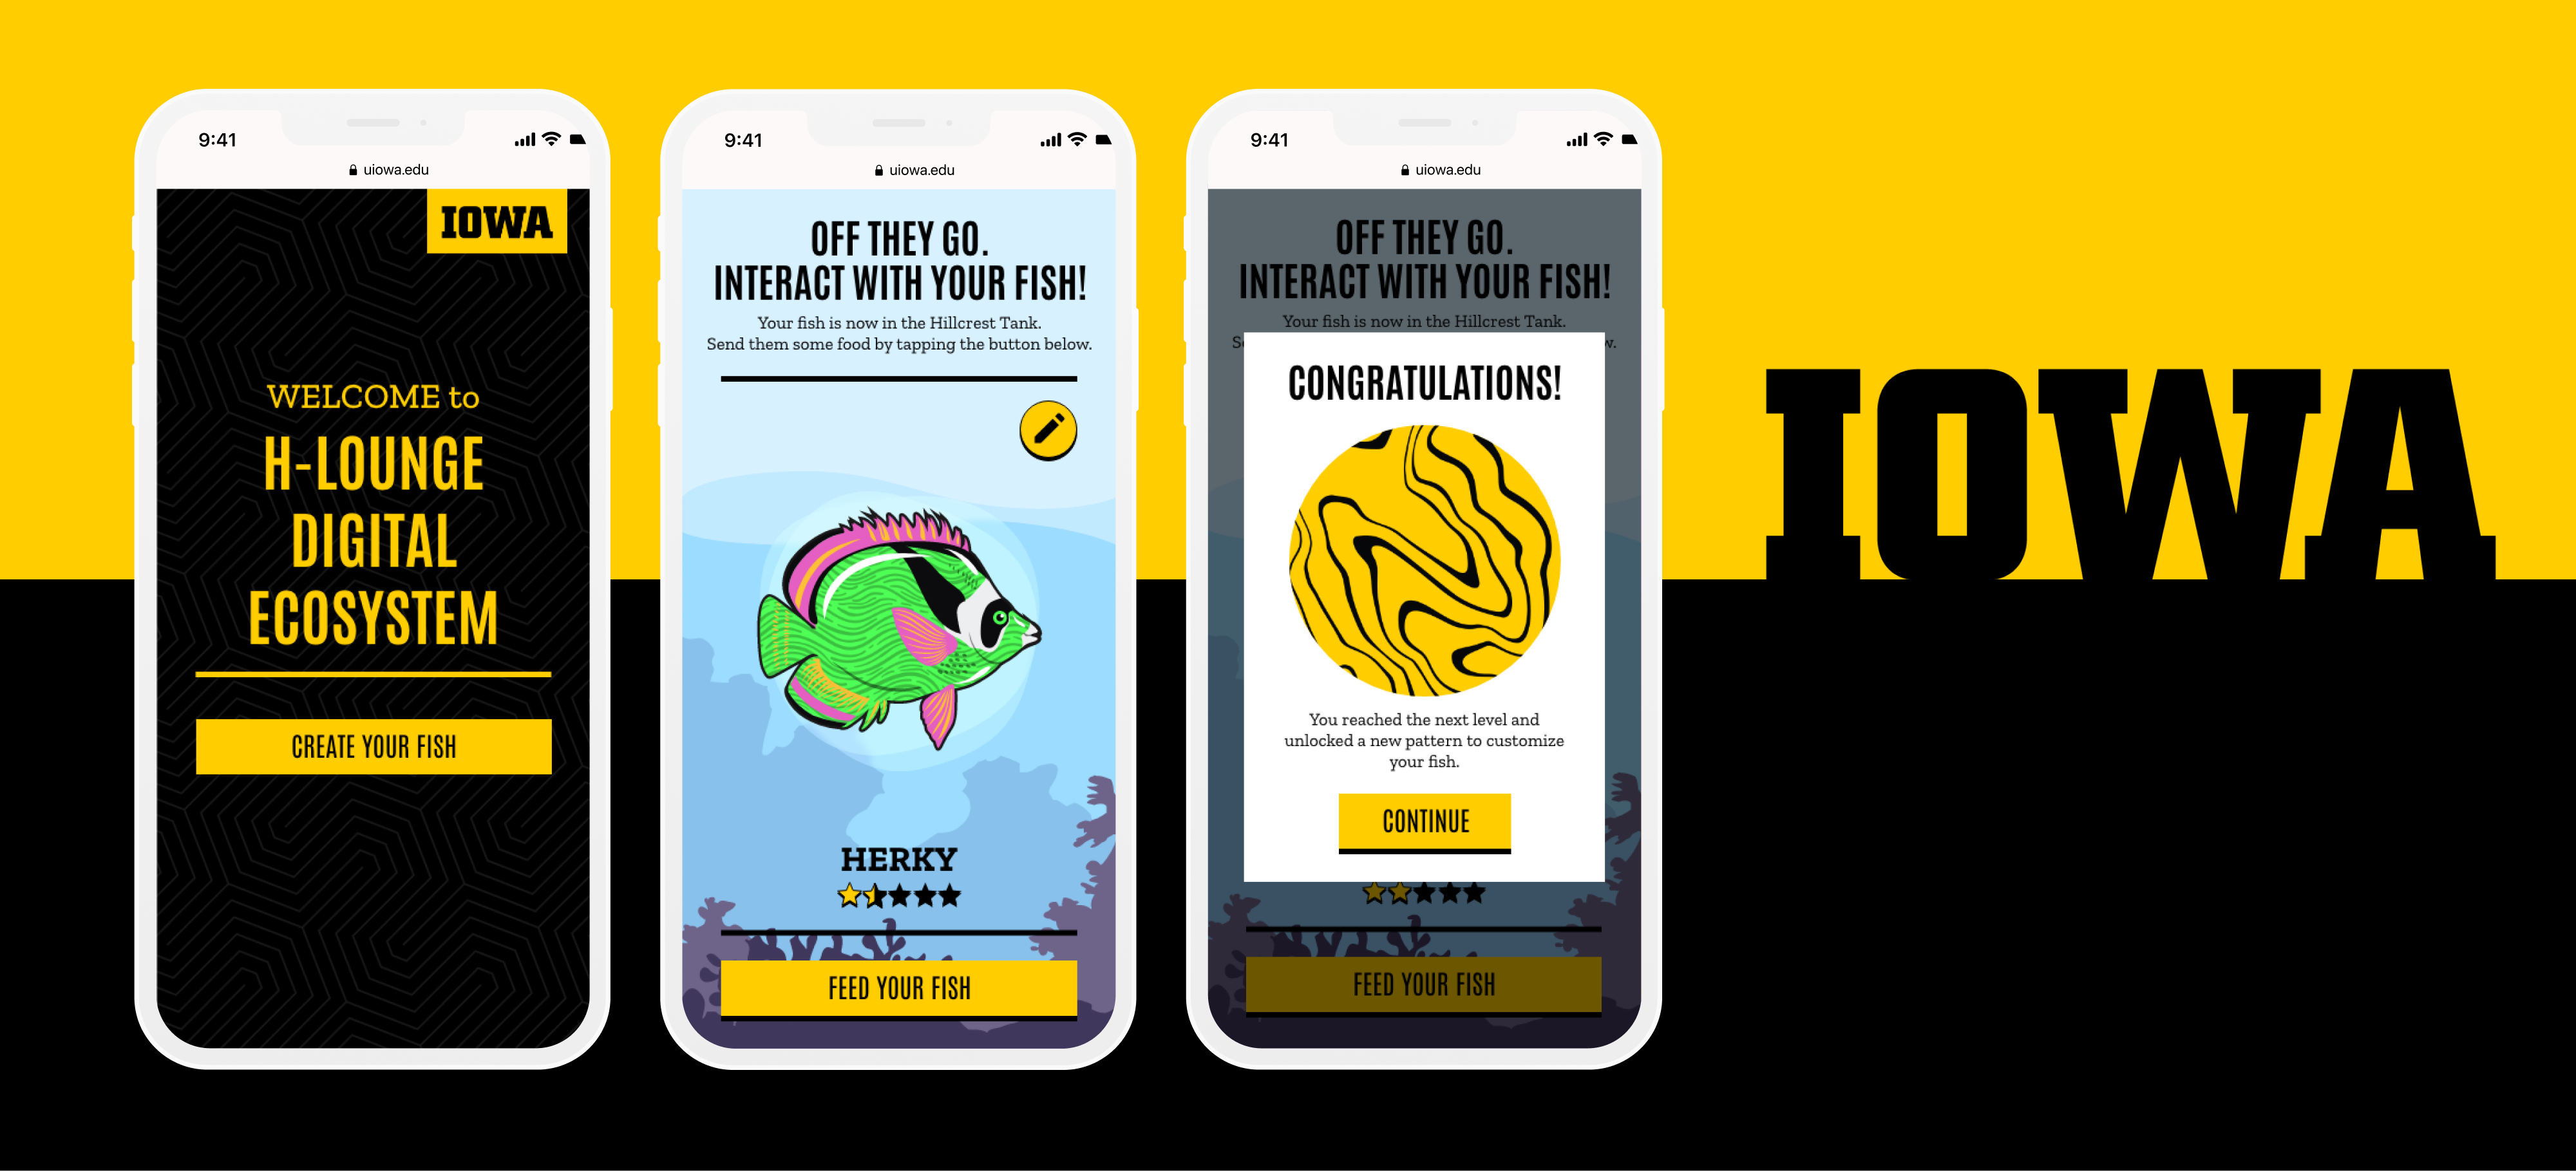 9:41
uiowa.edu
IOWA
WELCOME to
H-LOUNGE
DIGITAL
ECOSYSTEM
CREATE YOUR FISH
9:41
uiowa.edu
OFF THEY GO.
INTERACT WITH YOUR FISH!
Your fish is now in the Hillcrest Tank.
Send them some food by tapping the button below.
HERKY
FEED YOUR FISH
9:41
uiowa.edu
OFF THEY GO.
INTERACT WITH YOUR FISH!
Your fish is now in the Hillcrest Tank.
CONGRATULATIONS!
You reached the next level and
unlocked a new pattern to customize
your fish.
CONTINUE
FEED YOUR FISH
IOWA